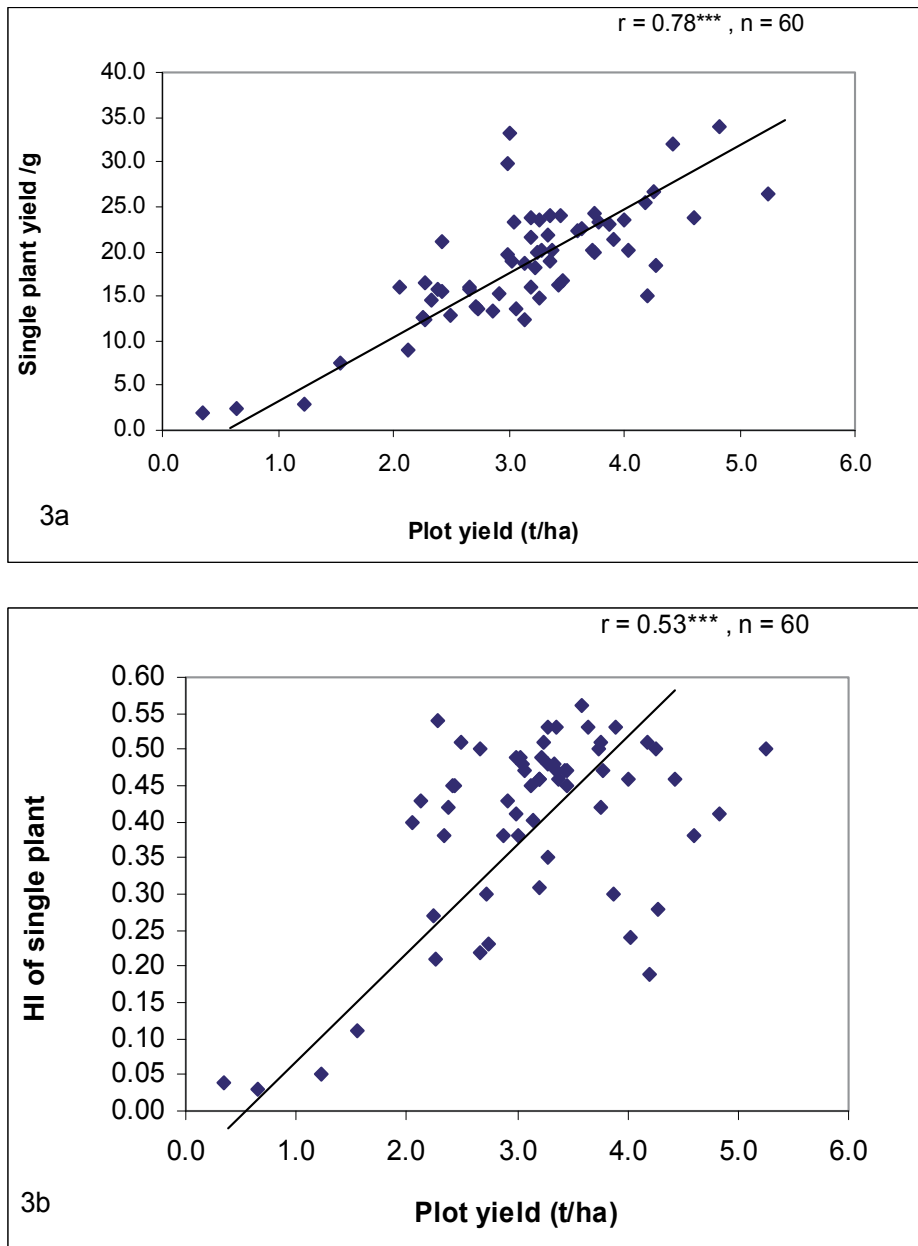 r = 0.78*** , n = 60
40.0
35.0
30.0
25.0
20.0
15.0
10.0
5.0
0.0
Single plant yield /g
0.0 1.0 2.0 3.0 4.0 5.0 6.0
3a
Plot yield (t/ha)
r = 0.53*** , n = 60
0.60
0.55
0.50
0.45
0.40
0.35
0.30
0.25
0.20
0.15
0.10
0.05
0.00
HI of single plant
0.0 1.0 2.0 3.0 4.0 5.0 6.0
3b
Plot yield (t/ha)